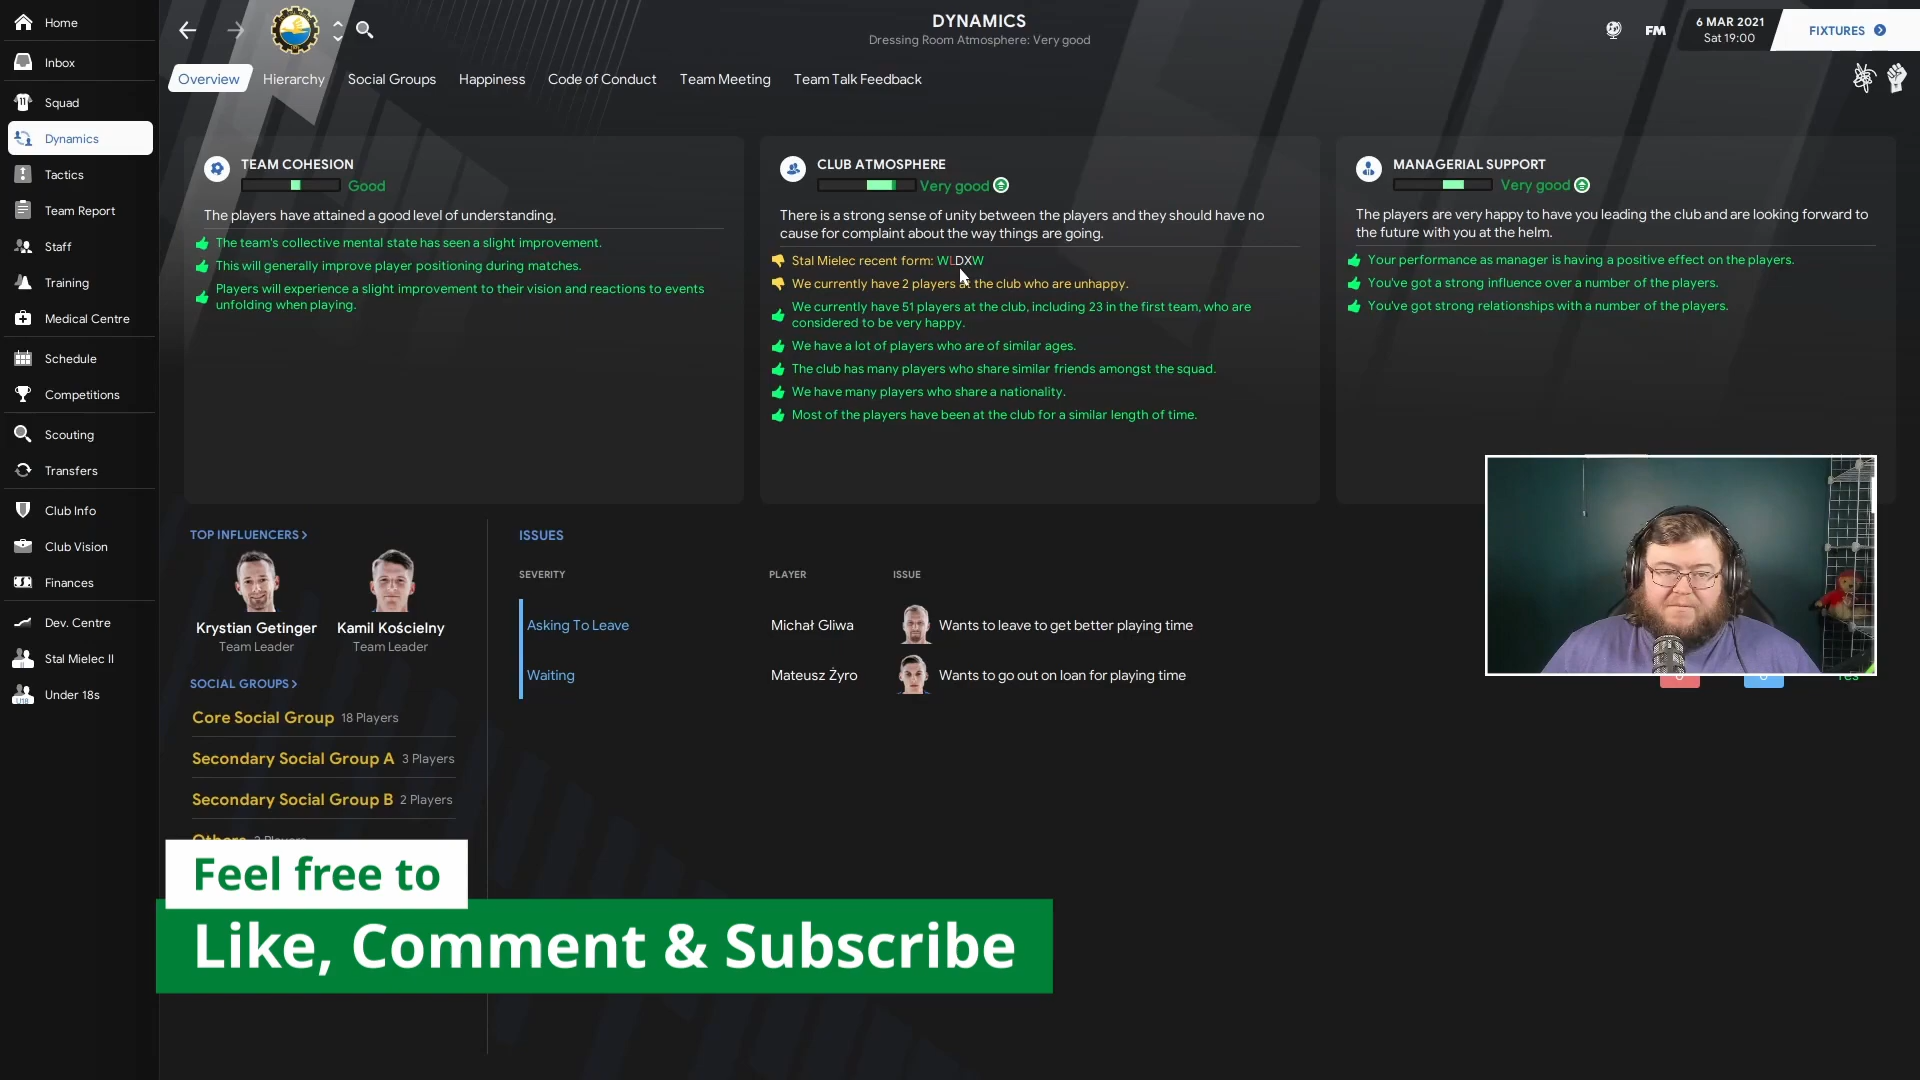 Home
Inbox
Squad
Dynamics
Tactics
Team Report
Staff
Training
Medical Centre
Schedule
Competitions
Scouting
Transfers
Club Info
Club Vision
Finances
Dev. Centre
Stal Mielec II
Under 18s
DYNAMICS
Dressing Room Atmosphere: Very good
FM
6 MAR 2021
Sat 19:00
FIXTURES
Overview
Hierarchy
Social Groups
Happiness
Code of Conduct
Team Meeting
Team Talk Feedback
TEAM COHESION
Good
The players have attained a good level of understanding.
The team's collective mental state has seen a slight improvement.
This will generally improve player positioning during matches.
Players will experience a slight improvement to their vision and reactions to events
unfolding when playing.
CLUB ATMOSPHERE
Very good
There is a strong sense of unity between the players and they should have no
cause for complaint about the way things are going.
Stal Mielec recent form: WLDXW
We currently have 2 players at the club who are unhappy.
We currently have 51 players at the club, including 23 in the first team, who are
considered to be very happy.
We have a lot of players who are of similar ages.
The club has many players who share similar friends amongst the squad.
We have many players who share a nationality.
Most of the players have been at the club for a similar length of time.
MANAGERIAL SUPPORT
Very good
The players are very happy to have you leading the club and are looking forward to
the future with you at the helm.
Your performance as manager is having a positive effect on the players.
You've got a strong influence over a number of the players.
You've got strong relationships with a number of the players.
TOP INFLUENCERS >
Krystian Getinger
Team Leader
Kamil Kościelny
Team Leader
SOCIAL GROUPS >
Core Social Group 18 Players
Secondary Social Group A 3 Players
Secondary Social Group B 2 Players
ISSUES
SEVERITY
PLAYER
ISSUE
Asking To Leave
Michał Gliwa
Wants to leave to get better playing time
Waiting
Mateusz Żyro
Wants to go out on loan for playing time
Yes
Feel free to
Like, Comment & Subscribe